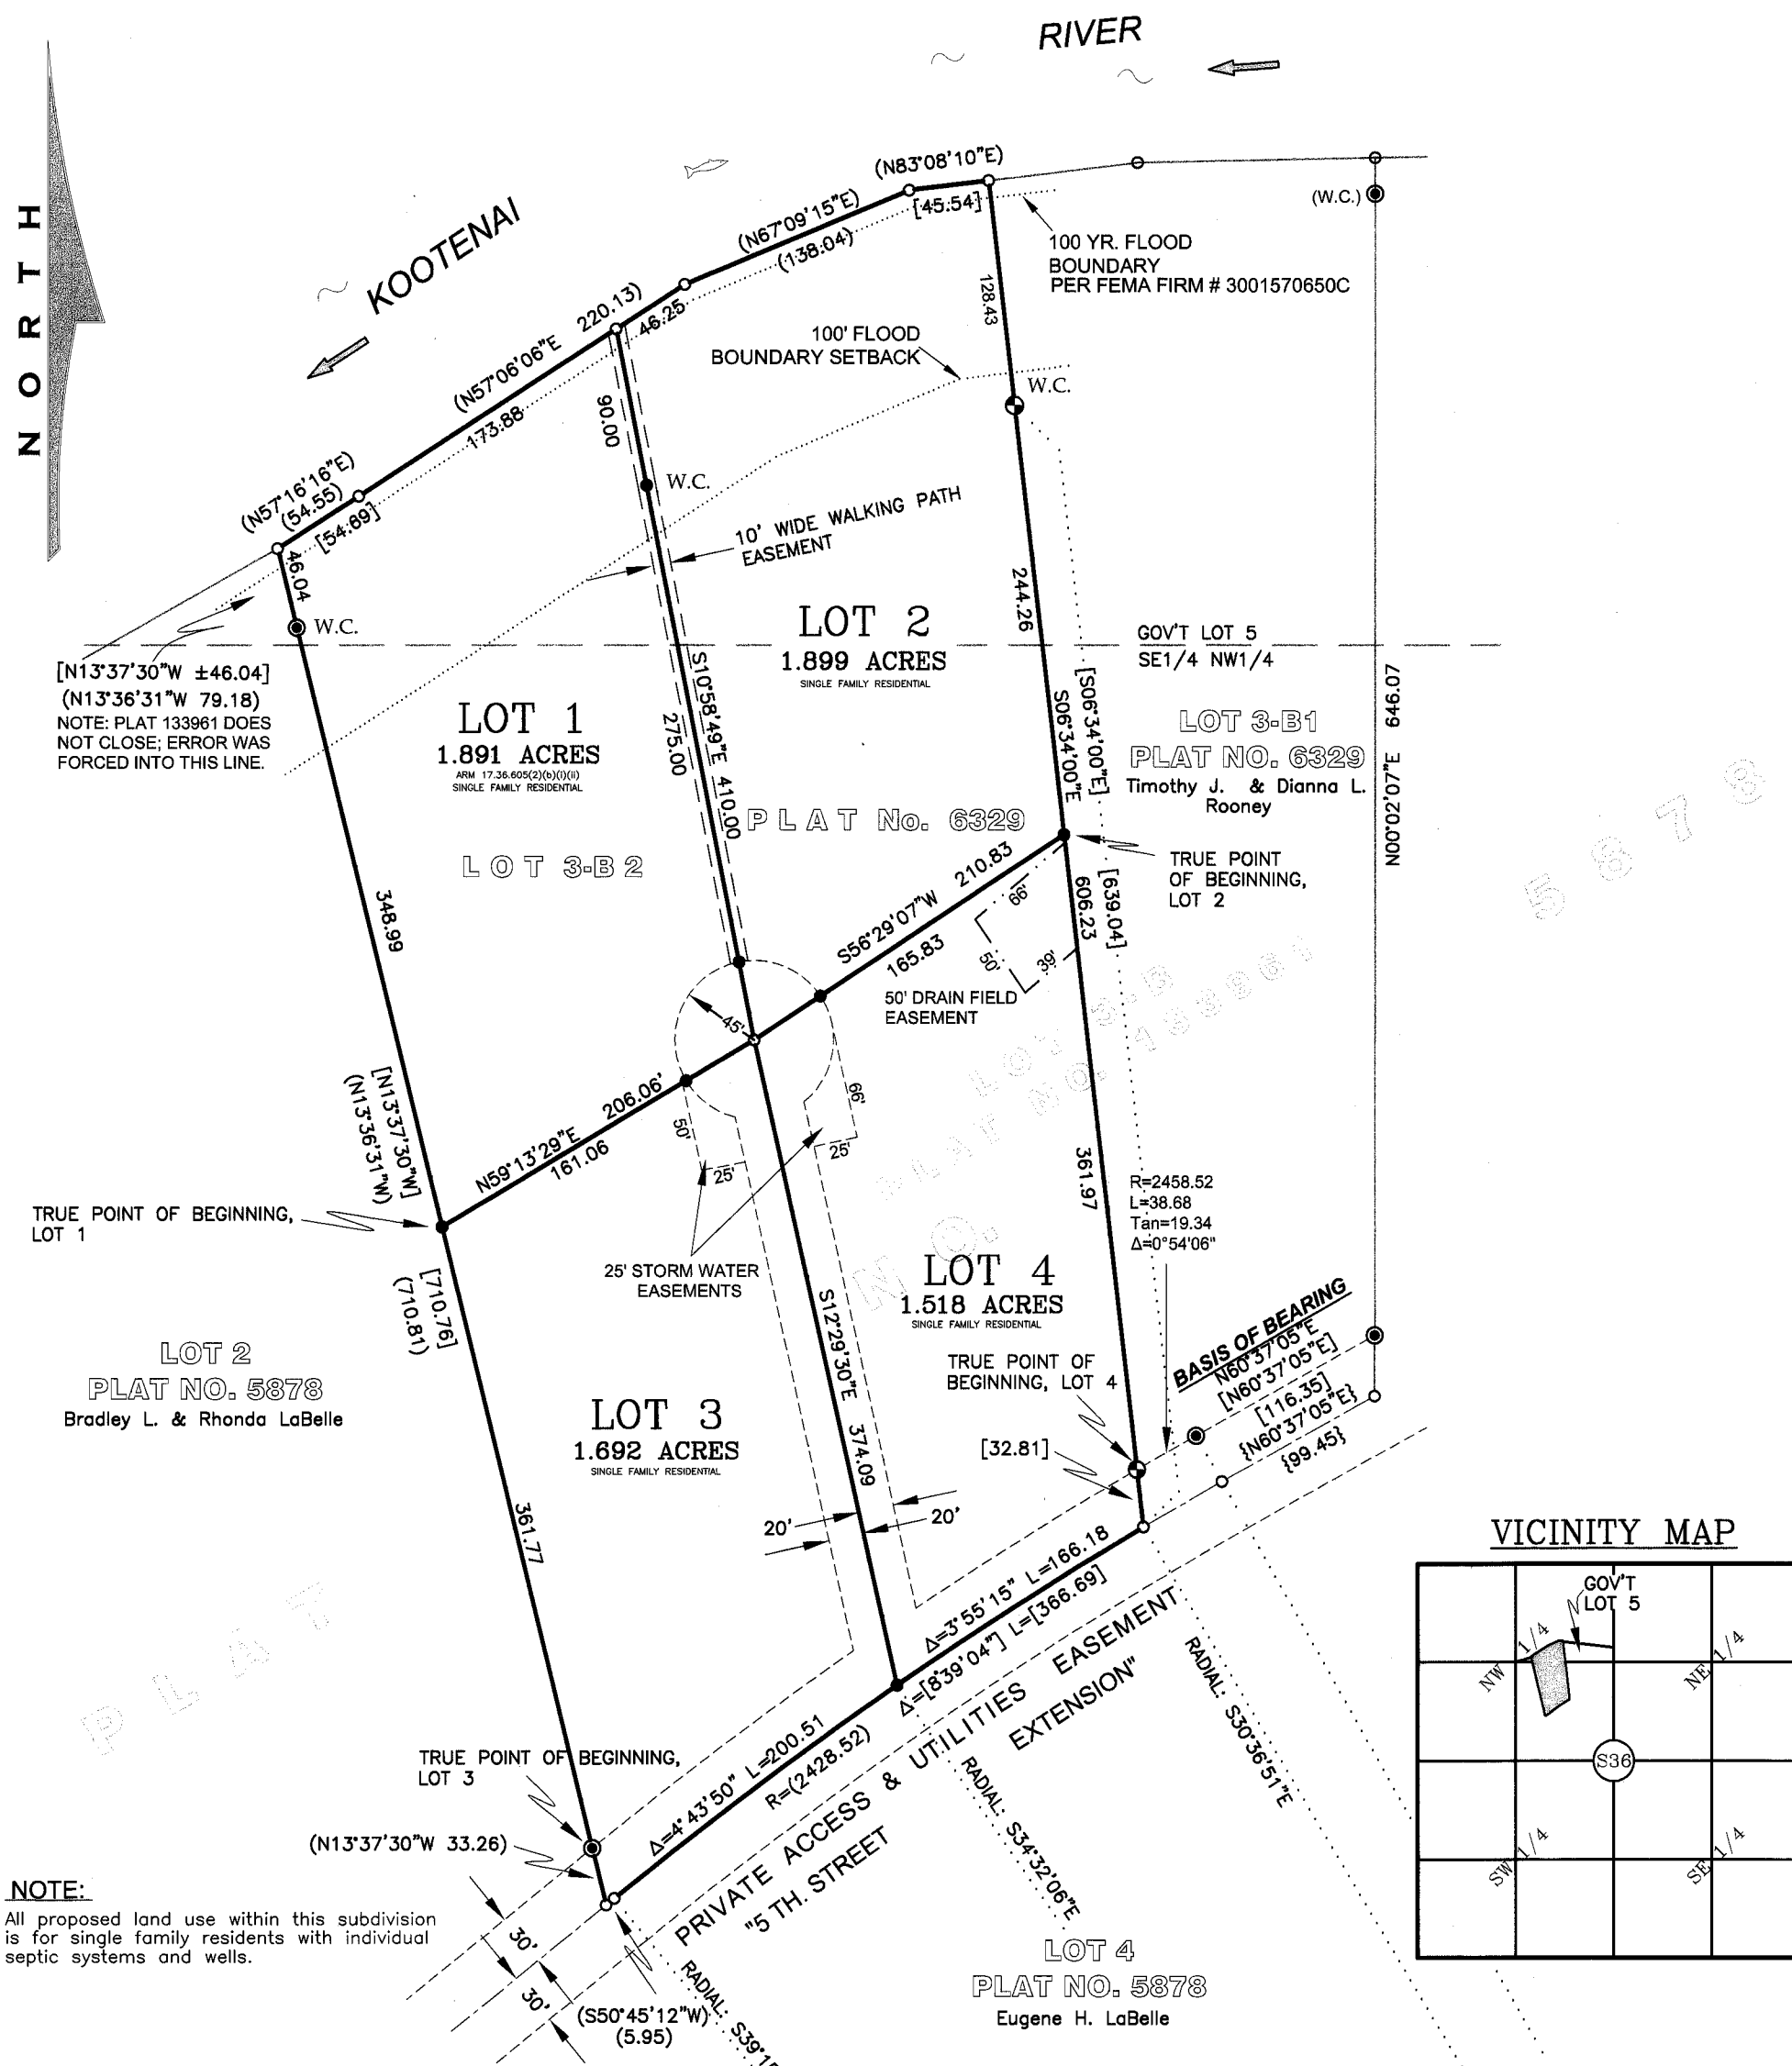 RIVER
KOOTENAI
NORTH
(N83°08'10"E)
[45.54]
(N67°09'15"E)
(138.04)
(W.C.)
100 YR. FLOOD
BOUNDARY
PER FEMA FIRM # 3001570650C
128.43
220.13)
46.25
(N57°06'06"E
173.88
100' FLOOD
BOUNDARY SETBACK
W.C.
90.00
W.C.
(N57°16'16"E)
(54.55)
[54.69]
46.04
W.C.
10' WIDE WALKING PATH
EASEMENT
244.26
LOT 2
1.899 ACRES
SINGLE FAMILY RESIDENTIAL
GOV'T LOT 5
SE1/4 NW1/4
[N13°37'30"W ±46.04]
(N13°36'31"W 79.18)
NOTE: PLAT 133961 DOES
NOT CLOSE; ERROR WAS
FORCED INTO THIS LINE.
LOT 1
1.891 ACRES
ARM 17.36.605(2)(b)(i)(ii)
SINGLE FAMILY RESIDENTIAL
S10°58'49"E 410.00
275.00
S06°34'00"E
[S06°34'00"E]
LOT 3-B1
PLAT NO. 6329
Timothy J. & Dianna L.
Rooney
N00°02'07"E 646.07
PLAT No. 6329
LOT 3-B 2
5878
TRUE POINT
OF BEGINNING,
LOT 2
348.99
S56°29'07"W 210.83
165.83
66'
50'
39'
606.23
[639.04]
50' DRAIN FIELD
EASEMENT
LOT 3-B
PLAT NO. 133961
45'
[N13°37'30"W]
(N13°36'31"W)
N59°13'29"E 206.06'
161.06
50'
25'
66'
25'
361.97
R=2458.52
L=38.68
Tan=19.34
Δ=0°54'06"
TRUE POINT OF BEGINNING,
LOT 1
[710.76]
(710.81)
25' STORM WATER
EASEMENTS
NO.
LOT 4
1.518 ACRES
SINGLE FAMILY RESIDENTIAL
S12°29'30"E 374.09
BASIS OF BEARING
N60°37'05"E
[N60°37'05"E]
[116.35]
{N60°37'05"E}
{99.45}
TRUE POINT OF
BEGINNING, LOT 4
[32.81]
LOT 2
PLAT NO. 5878
Bradley L. & Rhonda LaBelle
LOT 3
1.692 ACRES
SINGLE FAMILY RESIDENTIAL
361.77
20'
20'
Δ=3°55'15" L=166.18
Δ=[8°39'04"] L=[366.69]
PLAT
Δ=4°43'50" L=200.51
R=(2428.52)
PRIVATE ACCESS & UTILITIES EASEMENT
"5 TH. STREET EXTENSION"
RADIAL: S30°36'51"E
RADIAL: S34°32'06"E
TRUE POINT OF BEGINNING,
LOT 3
(N13°37'30"W 33.26)
30'
30'
(S50°45'12"W)
(5.95)
LOT 4
PLAT NO. 5878
Eugene H. LaBelle
NOTE:
All proposed land use within this subdivision
is for single family residents with individual
septic systems and wells.
VICINITY MAP
GOV'T
LOT 5
NW 1/4
NE 1/4
S36
SW 1/4
SE 1/4